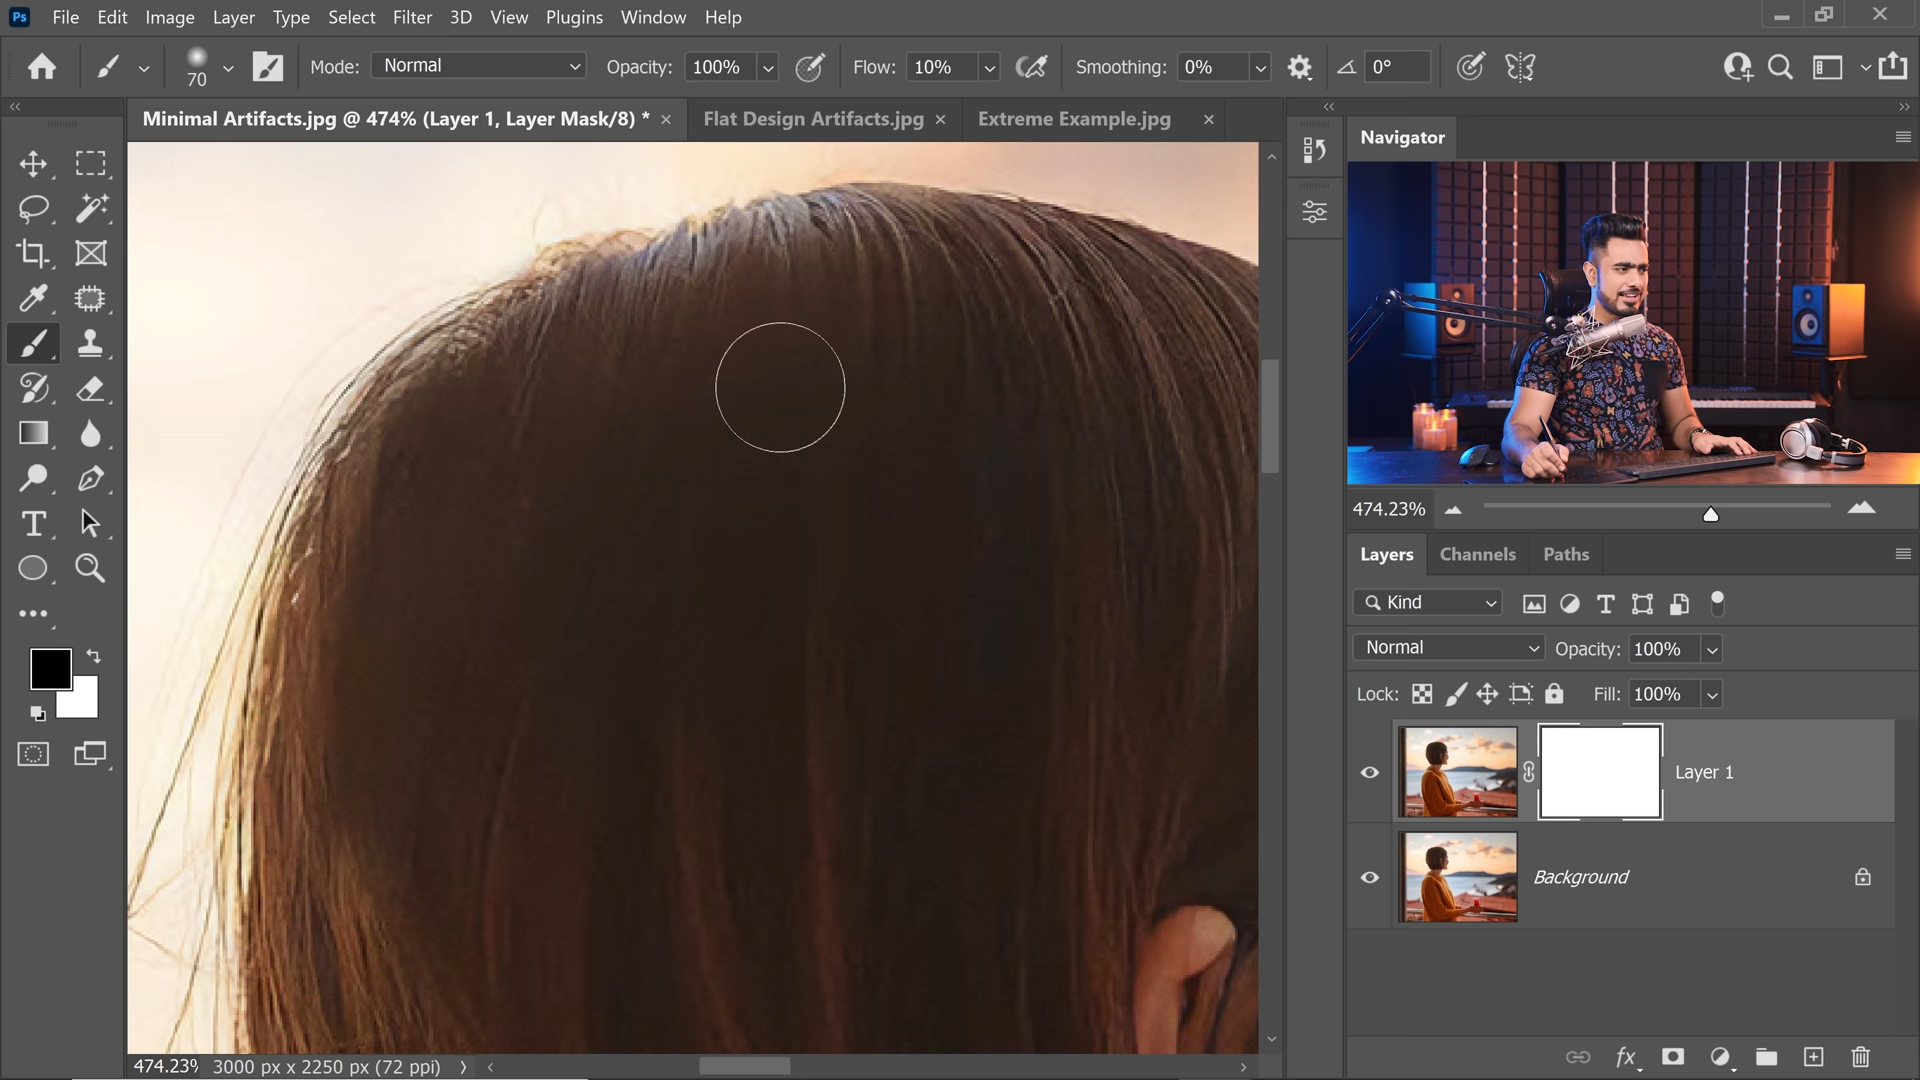 Ps File Edit Image Layer Type Select Filter 3D View Plugins Window Help
70 Mode: Normal Opacity: 100% Flow: 10% Smoothing: 0% 0°
Minimal Artifacts.jpg @ 474% (Layer 1, Layer Mask/8) * × Flat Design Artifacts.jpg × Extreme Example.jpg ×
Navigator
474.23%
Layers Channels Paths
Kind
Normal Opacity: 100%
Lock: Fill: 100%
Layer 1
Background
474.23% 3000 px x 2250 px (72 ppi)
fx